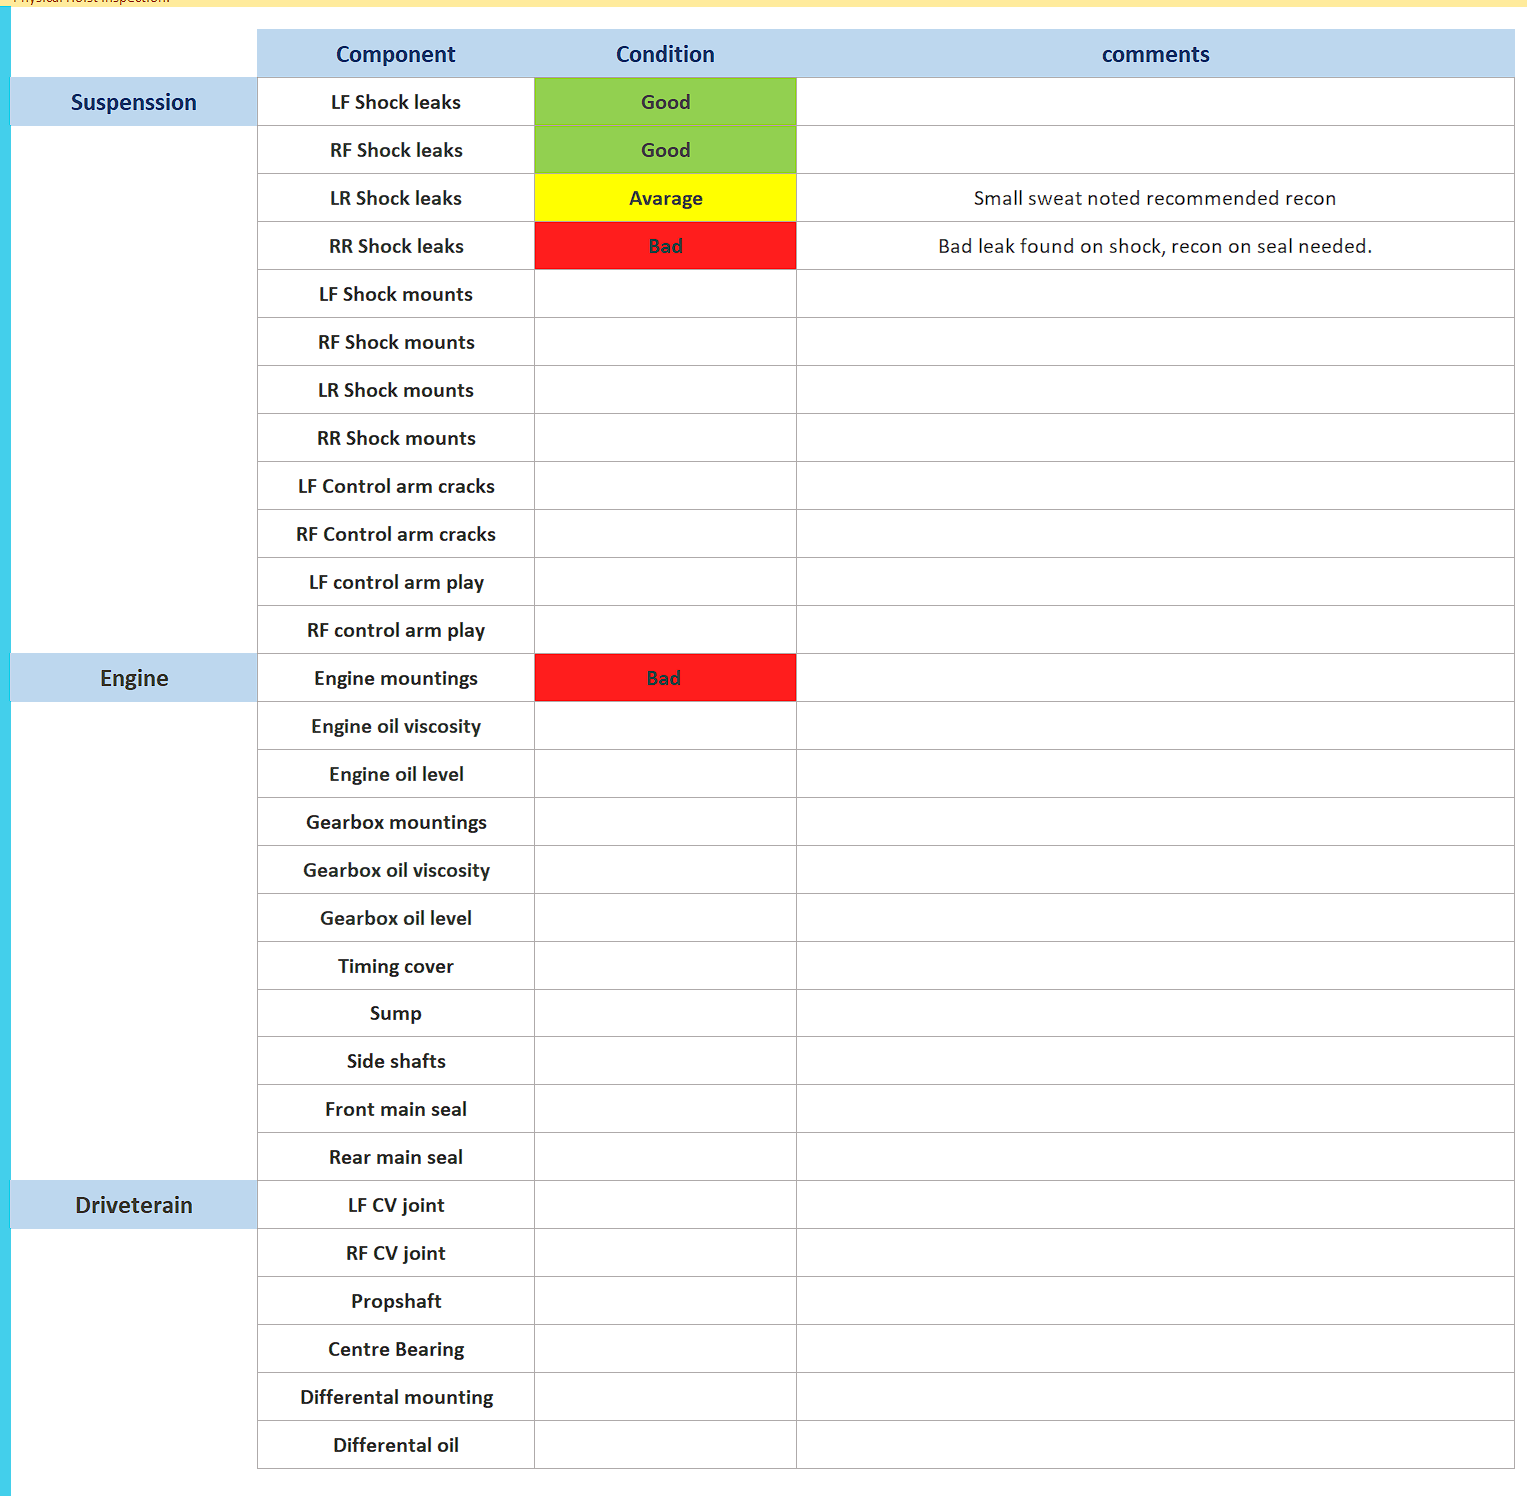 Physical Hoist Inspection.
Component Condition comments
Suspenssion LF Shock leaks Good
RF Shock leaks Good
LR Shock leaks Avarage Small sweat noted recommended recon
RR Shock leaks Bad Bad leak found on shock, recon on seal needed.
LF Shock mounts
RF Shock mounts
LR Shock mounts
RR Shock mounts
LF Control arm cracks
RF Control arm cracks
LF control arm play
RF control arm play
Engine Engine mountings Bad
Engine oil viscosity
Engine oil level
Gearbox mountings
Gearbox oil viscosity
Gearbox oil level
Timing cover
Sump
Side shafts
Front main seal
Rear main seal
Driveterain LF CV joint
RF CV joint
Propshaft
Centre Bearing
Differental mounting
Differental oil